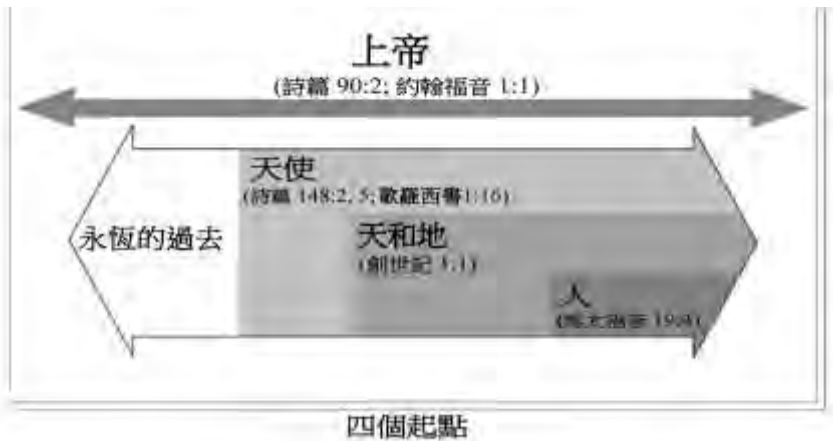 上帝
(詩篇 90:2; 約翰福音 1:1)
天使
(詩篇 148:2, 5; 歌羅西書1:16)
永恆的過去
天和地
(創世記 1:1)
人
(馬太福音 19:4)
四個起點